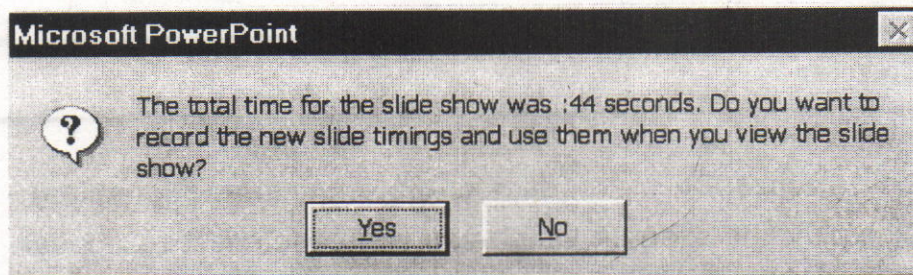 Microsoft PowerPoint
The total time for the slide show was :44 seconds. Do you want to
record the new slide timings and use them when you view the slide
show?
Yes
No